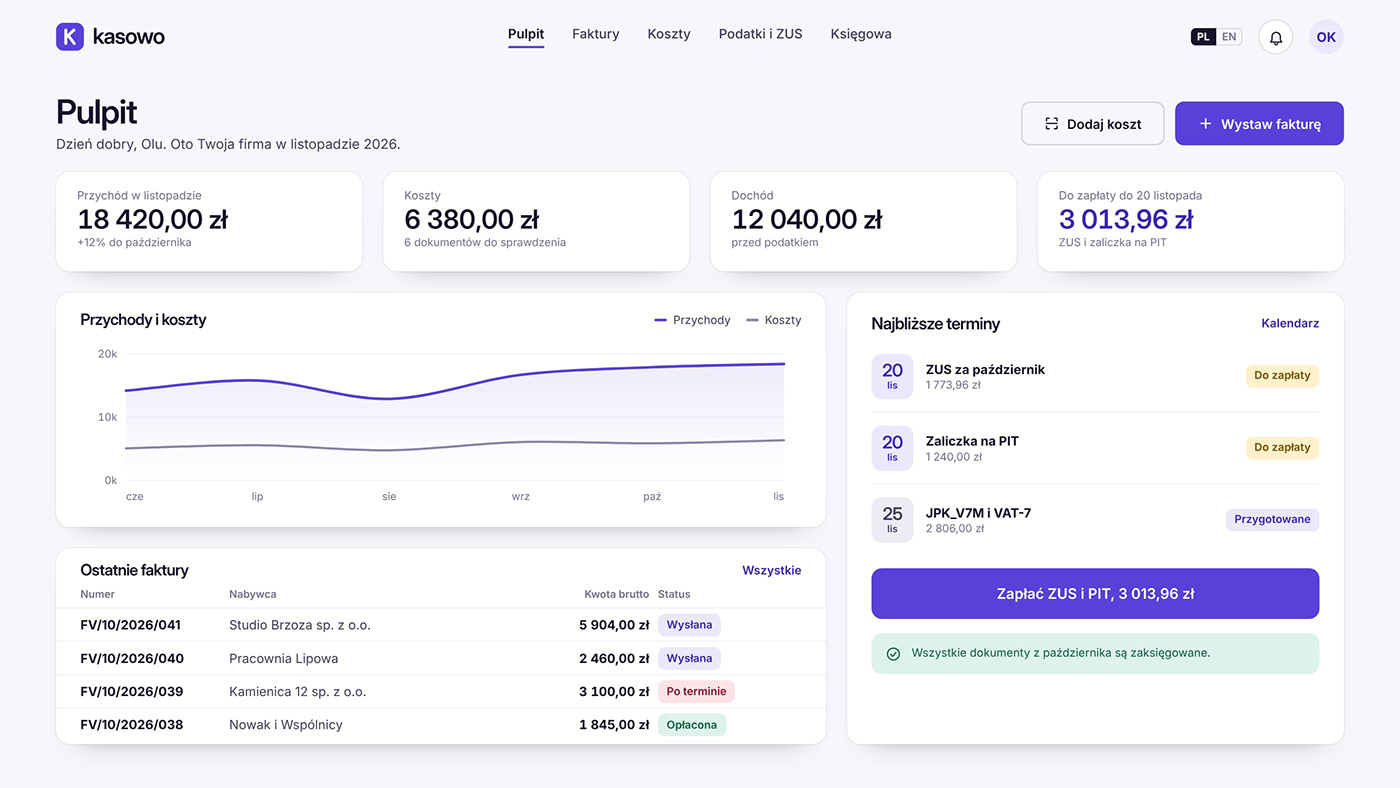 K kasowo
Pulpit Faktury Koszty Podatki i ZUS Księgowa
PL EN OK
Pulpit
Dzień dobry, Olu. Oto Twoja firma w listopadzie 2026.
Dodaj koszt
+ Wystaw fakturę
Przychód w listopadzie
18 420,00 zł
+12% do października
Koszty
6 380,00 zł
6 dokumentów do sprawdzenia
Dochód
12 040,00 zł
przed podatkiem
Do zapłaty do 20 listopada
3 013,96 zł
ZUS i zaliczka na PIT
Przychody i koszty
Przychody Koszty
20k
10k
0k
cze lip sie wrz paź lis
Najbliższe terminy Kalendarz
20 lis
ZUS za październik
1 773,96 zł
Do zapłaty
20 lis
Zaliczka na PIT
1 240,00 zł
Do zapłaty
25 lis
JPK_V7M i VAT-7
2 806,00 zł
Przygotowane
Zapłać ZUS i PIT, 3 013,96 zł
Wszystkie dokumenty z października są zaksięgowane.
Ostatnie faktury Wszystkie
Numer Nabywca Kwota brutto Status
FV/10/2026/041 Studio Brzoza sp. z o.o. 5 904,00 zł Wysłana
FV/10/2026/040 Pracownia Lipowa 2 460,00 zł Wysłana
FV/10/2026/039 Kamienica 12 sp. z o.o. 3 100,00 zł Po terminie
FV/10/2026/038 Nowak i Wspólnicy 1 845,00 zł Opłacona